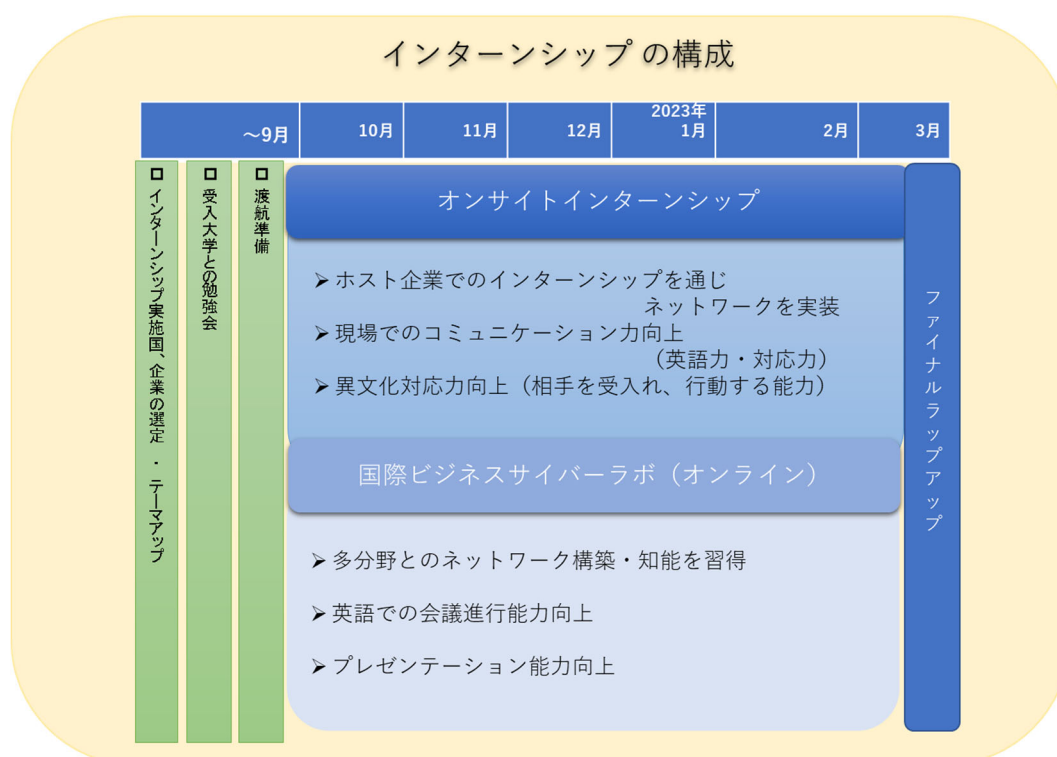 インターンシップ の構成
～9月
10月
11月
12月
2023年
1月
2月
3月
□ インターンシップ実施国、企業の選定 ・ テーマアップ
□ 受入大学との勉強会
□ 渡航準備
オンサイトインターンシップ
➢ ホスト企業でのインターンシップを通じ
ネットワークを実装
➢ 現場でのコミュニケーション力向上
（英語力・対応力）
➢ 異文化対応力向上（相手を受入れ、行動する能力）
国際ビジネスサイバーラボ（オンライン）
➢ 多分野とのネットワーク構築・知能を習得
➢ 英語での会議進行能力向上
➢ プレゼンテーション能力向上
ファイナルラップアップ